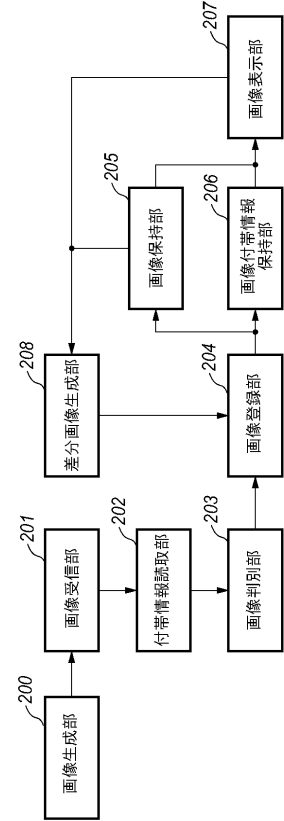 200
画像生成部
201
画像受信部
202
付帯情報読取部
203
画像判別部
204
画像登録部
205
画像保持部
206
画像付帯情報
保持部
207
画像表示部
208
差分画像生成部